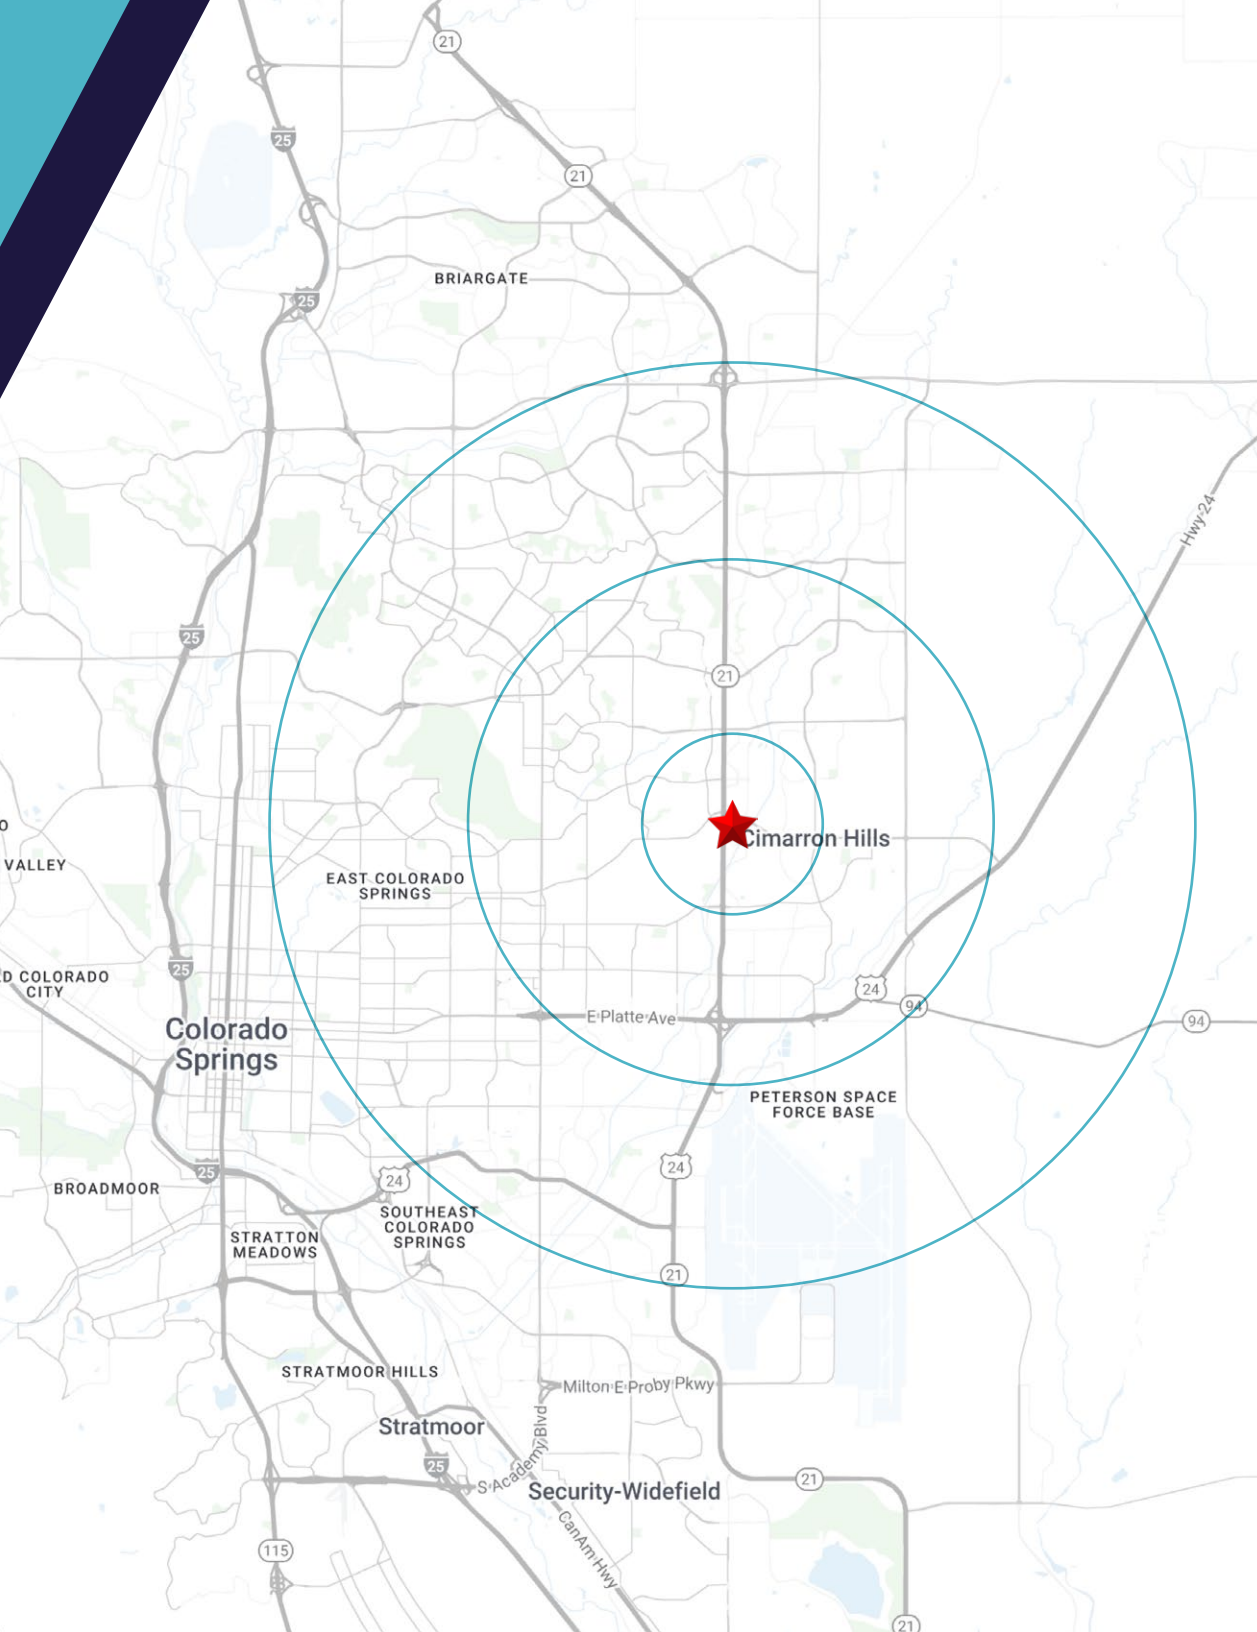 21
25
21
BRIARGATE
25
Hwy 24
25
21
Cimarron Hills
O
VALLEY
EAST COLORADO
SPRINGS
25
D COLORADO
CITY
24
94
E Platte Ave
94
Colorado
Springs
PETERSON SPACE
FORCE BASE
25
24
24
BROADMOOR
SOUTHEAST
COLORADO
SPRINGS
STRATTON
MEADOWS
21
STRATMOOR HILLS
Milton E Proby Pkwy
Stratmoor
25
S Academy Blvd
21
Security-Widefield
115
CanAm Hwy
21